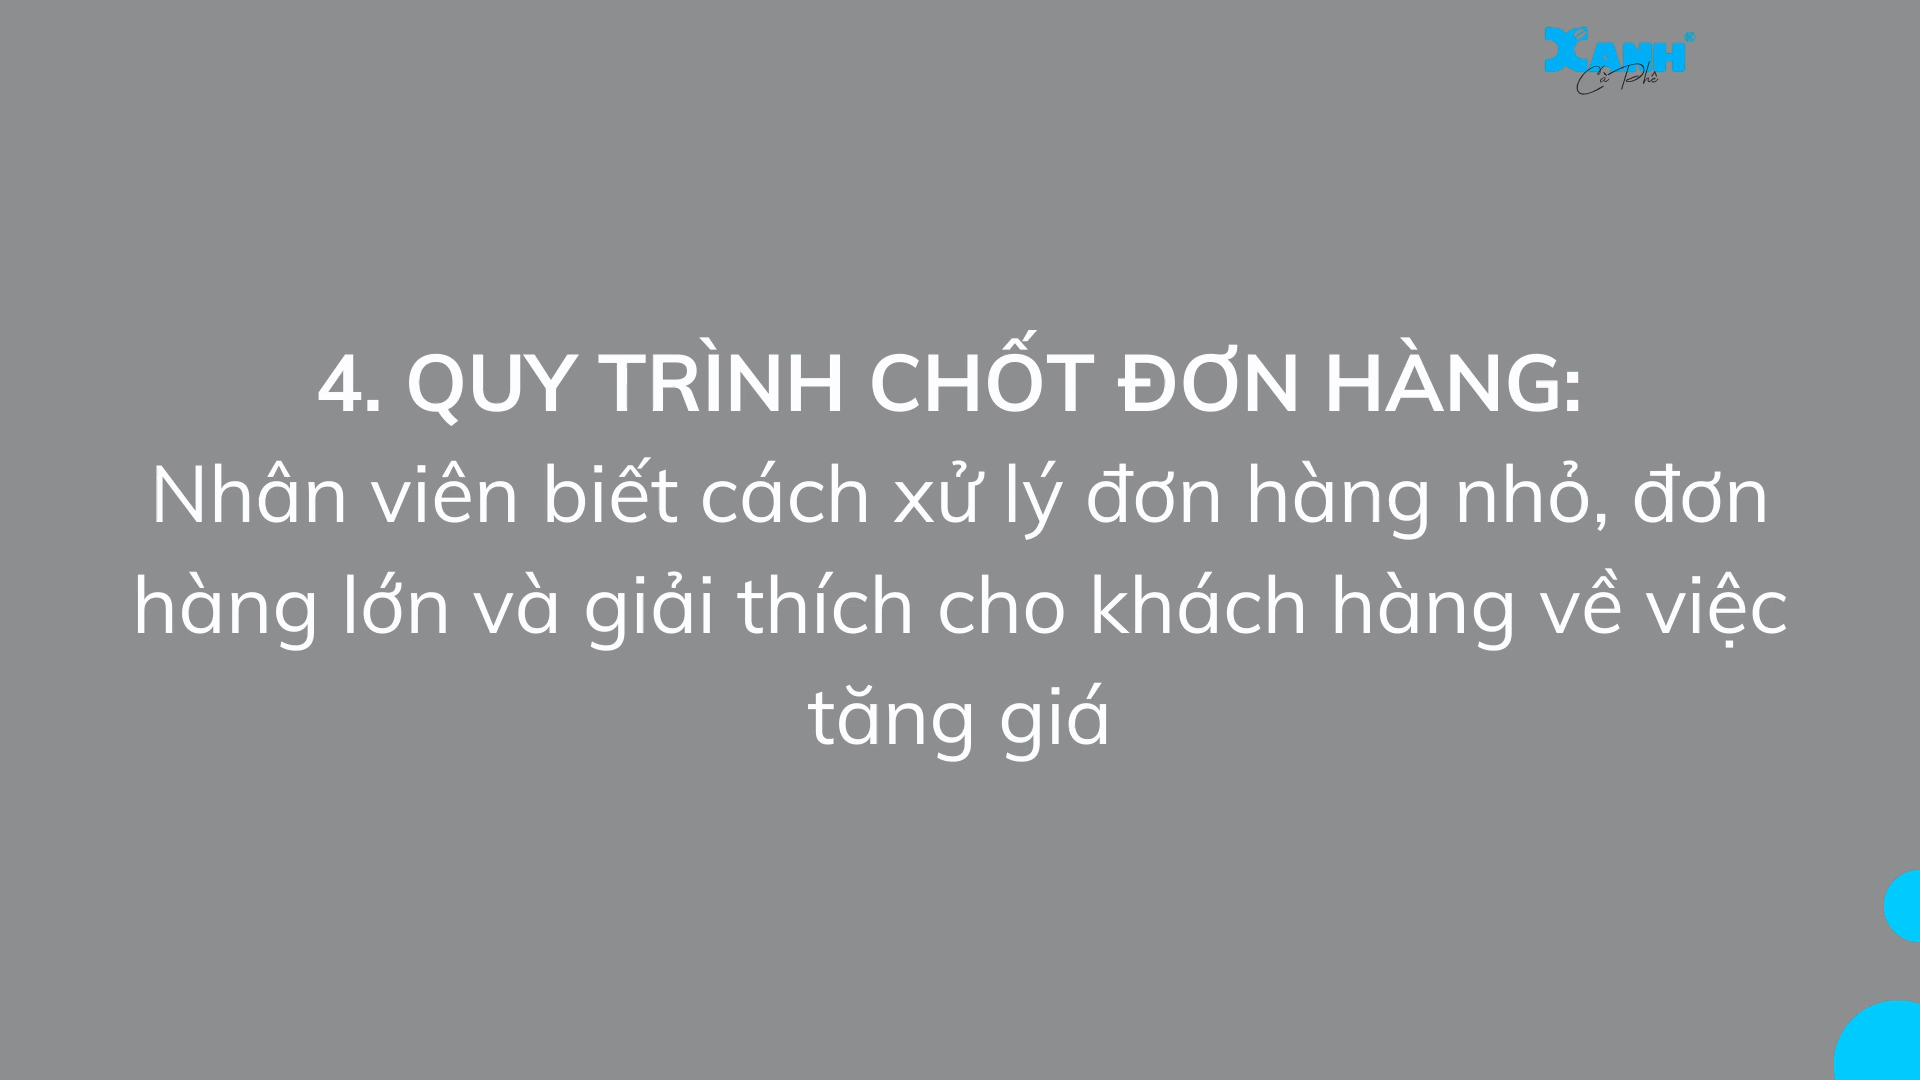 XANH®
Cà Phê
4. QUY TRÌNH CHỐT ĐƠN HÀNG:
Nhân viên biết cách xử lý đơn hàng nhỏ, đơn
hàng lớn và giải thích cho khách hàng về việc
tăng giá